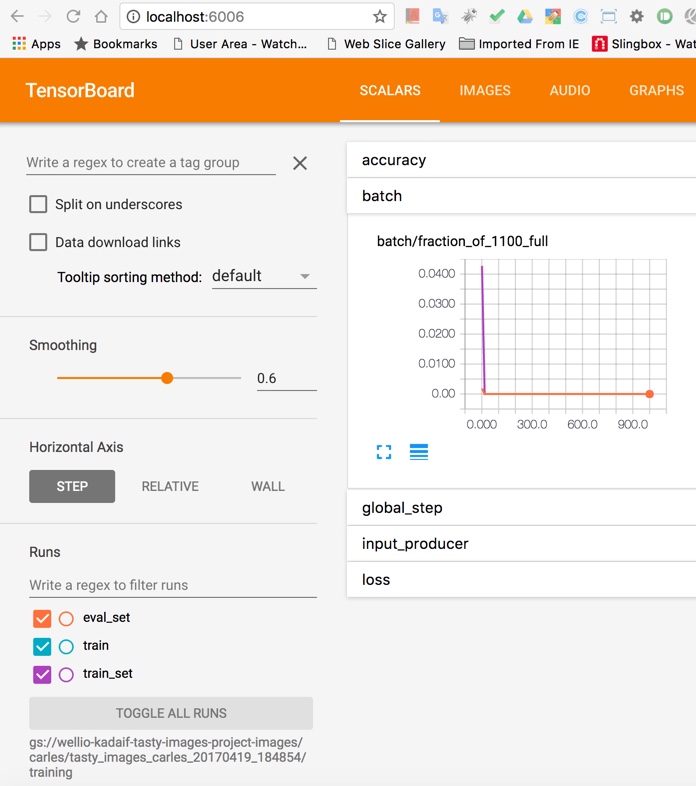 localhost:6006
Apps Bookmarks User Area - Watch... Web Slice Gallery Imported From IE Slingbox - Wat
TensorBoard SCALARS IMAGES AUDIO GRAPHS
Write a regex to create a tag group
Split on underscores
Data download links
Tooltip sorting method: default
Smoothing
0.6
Horizontal Axis
STEP RELATIVE WALL
Runs
Write a regex to filter runs
eval_set
train
train_set
TOGGLE ALL RUNS
gs://wellio-kadaif-tasty-images-project-images/
carles/tasty_images_carles_20170419_184854/
training
accuracy
batch
batch/fraction_of_1100_full
0.0400
0.0300
0.0200
0.0100
0.00
0.000 300.0 600.0 900.0
global_step
input_producer
loss